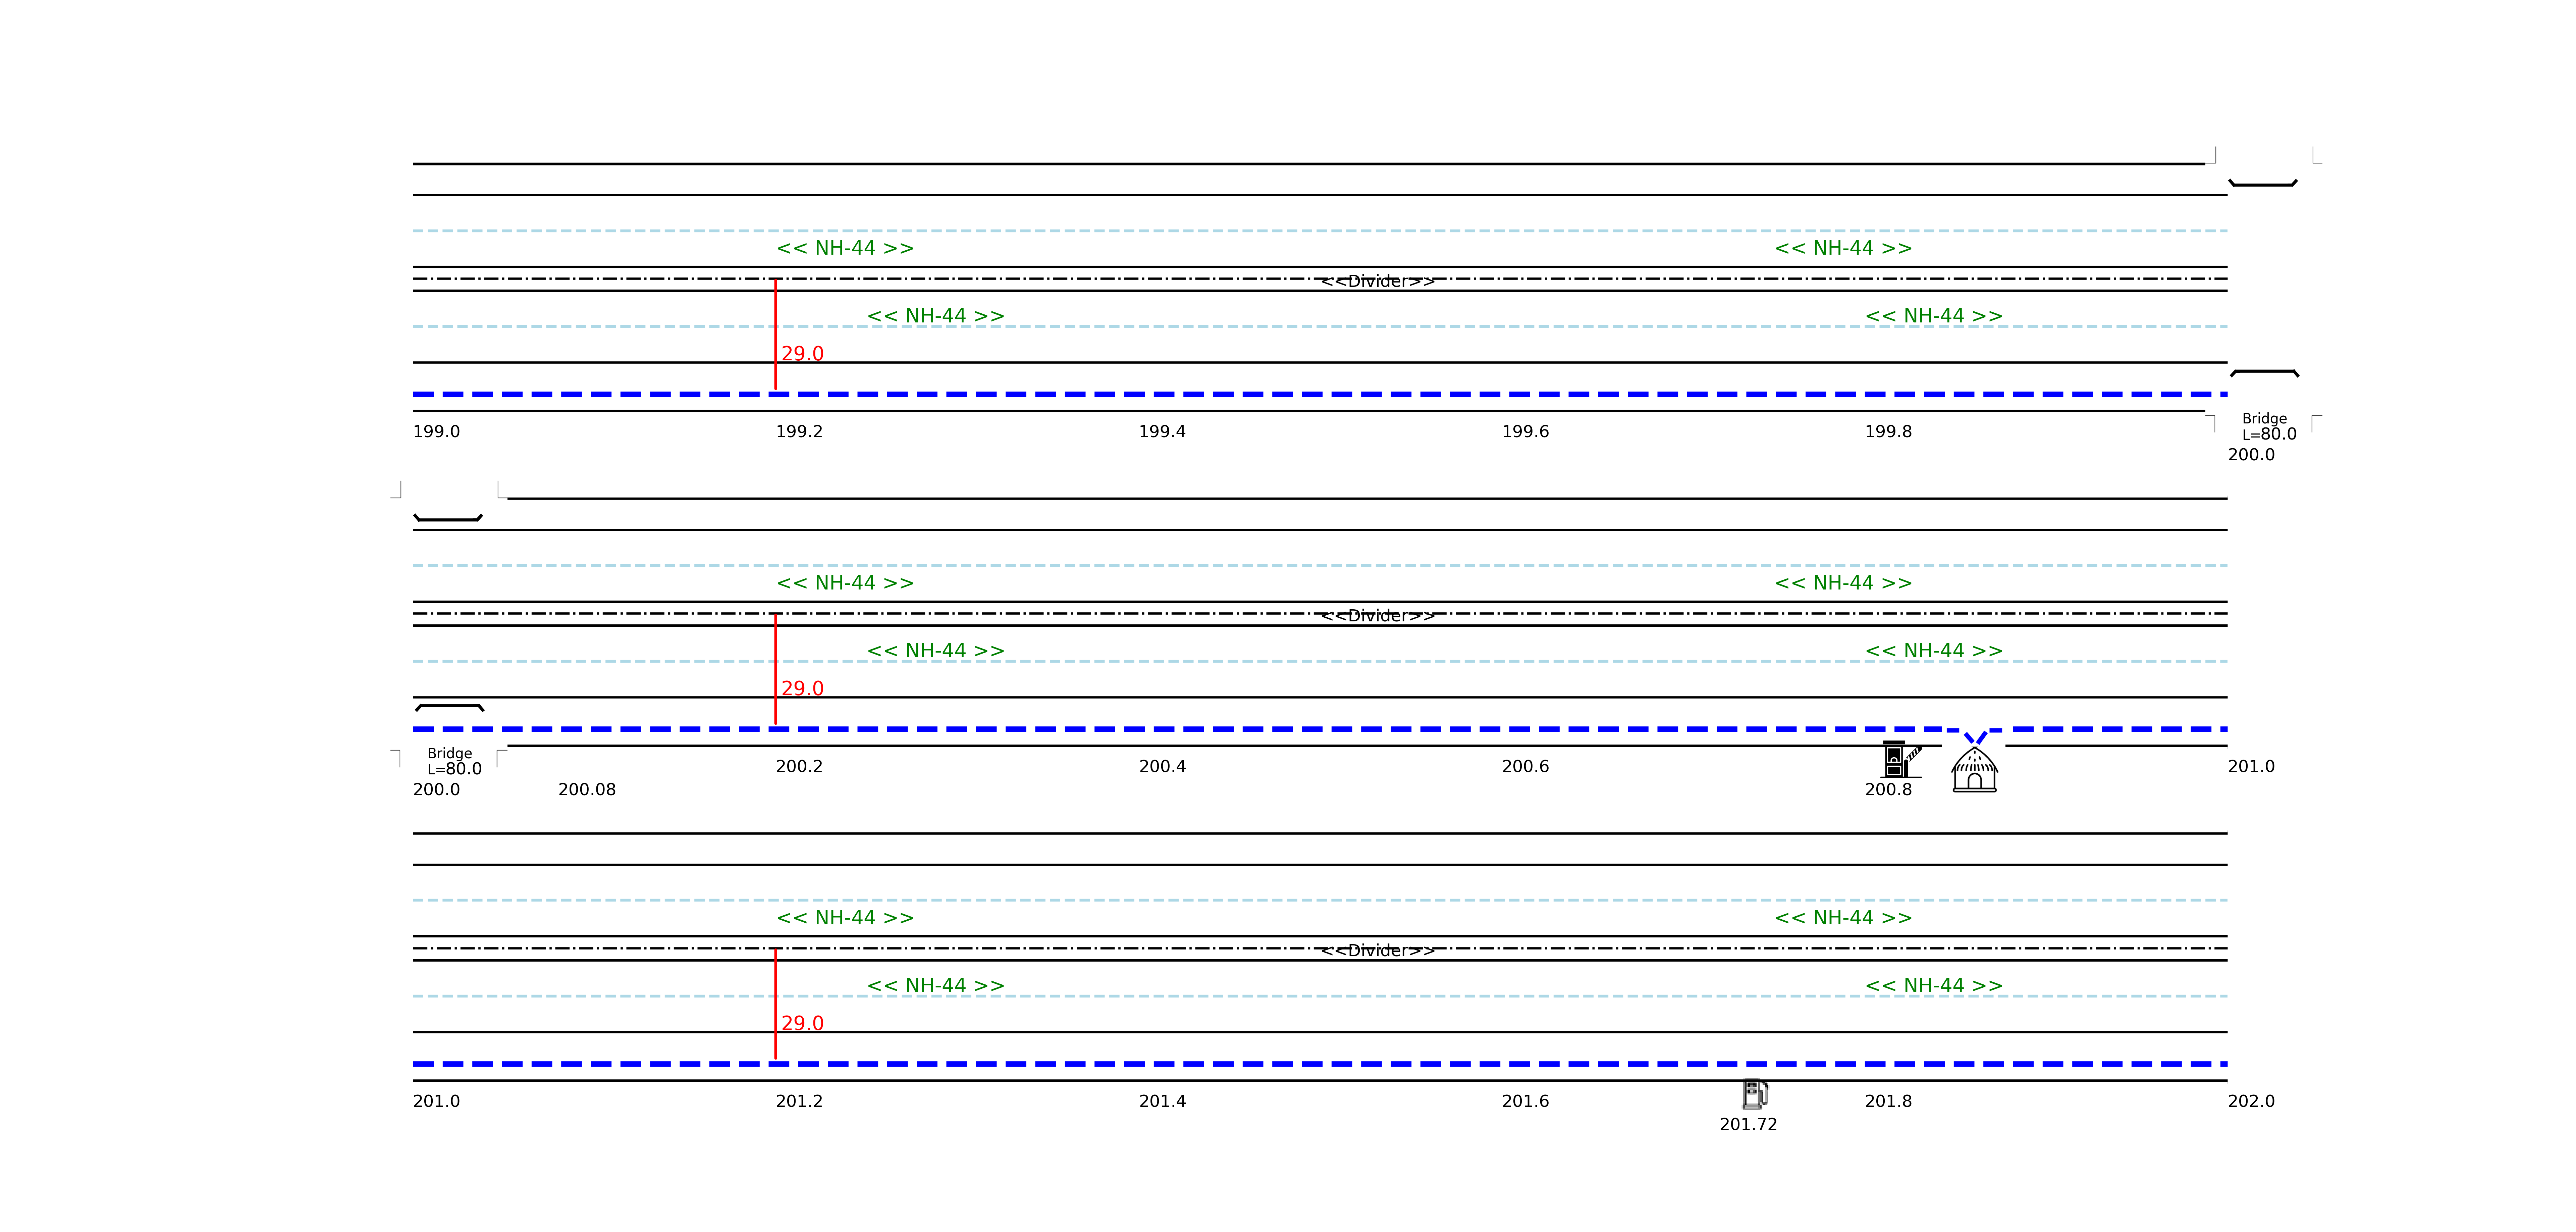 << NH-44 >> << NH-44 >>
<<Divider>>
<< NH-44 >> << NH-44 >>
29.0
199.0 199.2 199.4 199.6 199.8
Bridge
L=80.0
200.0
<< NH-44 >> << NH-44 >>
<<Divider>>
<< NH-44 >> << NH-44 >>
29.0
Bridge
L=80.0
200.2 200.4 200.6 201.0
200.0 200.08 200.8
<< NH-44 >> << NH-44 >>
<<Divider>>
<< NH-44 >> << NH-44 >>
29.0
201.0 201.2 201.4 201.6 201.8 202.0
201.72